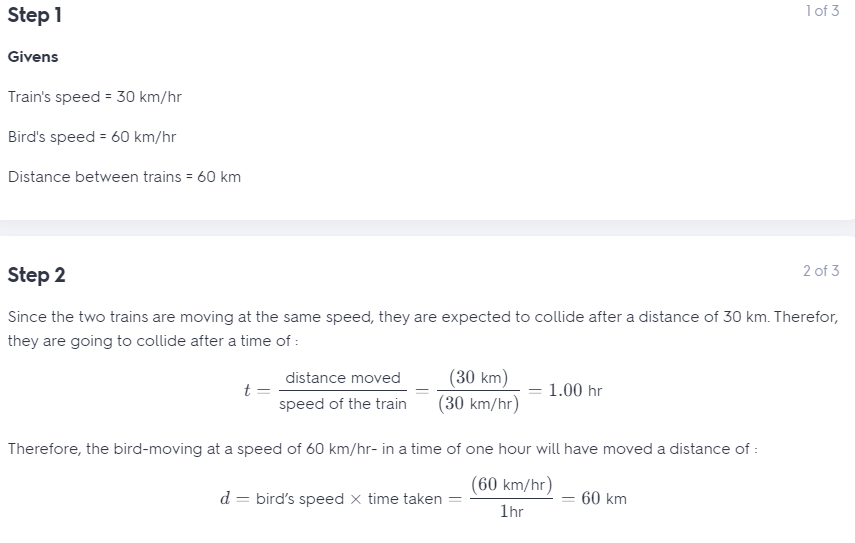 Step 1
1 of 3
Givens
Train's speed = 30 km/hr
Bird's speed = 60 km/hr
Distance between trains = 60 km
Step 2
2 of 3
Since the two trains are moving at the same speed, they are expected to collide after a distance of 30 km. Therefor,
they are going to collide after a time of :
t = distance moved / speed of the train = (30 km) / (30 km/hr) = 1.00 hr
Therefore, the bird-moving at a speed of 60 km/hr- in a time of one hour will have moved a distance of :
d = bird's speed × time taken = (60 km/hr) / 1hr = 60 km